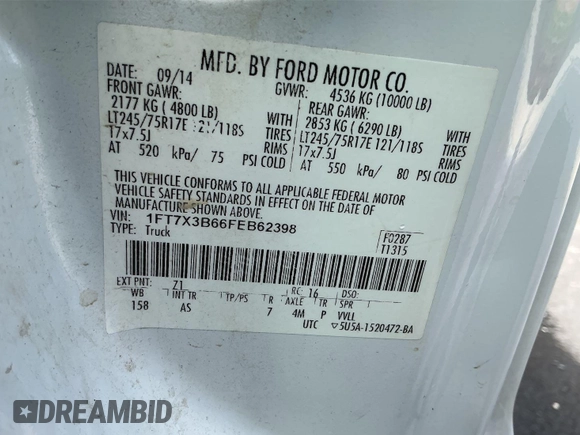 MFD. BY FORD MOTOR CO.
DATE: 09/14 GVWR: 4536 KG (10000 LB)
FRONT GAWR: REAR GAWR:
2177 KG ( 4800 LB) WITH 2853 KG ( 6290 LB) WITH
LT245/75R17E 121/118S TIRES LT245/75R17E 121/118S TIRES
17x7.5J RIMS 17x7.5J RIMS
AT 520 kPa/ 75 PSI COLD AT 550 kPa/ 80 PSI COLD
THIS VEHICLE CONFORMS TO ALL APPLICABLE FEDERAL MOTOR
VEHICLE SAFETY STANDARDS IN EFFECT ON THE DATE OF
MANUFACTURE SHOWN ABOVE.
VIN: 1FT7X3B66FEB62398
TYPE: Truck
F0287
T1315
EXT PNT: Z1 RC: 16 DSO:
WB INT TR TP/PS R AXLE TR SPR
158 AS 7 4M P VVLL
UTC ▽5U5A-1520472-BA
DREAMBID